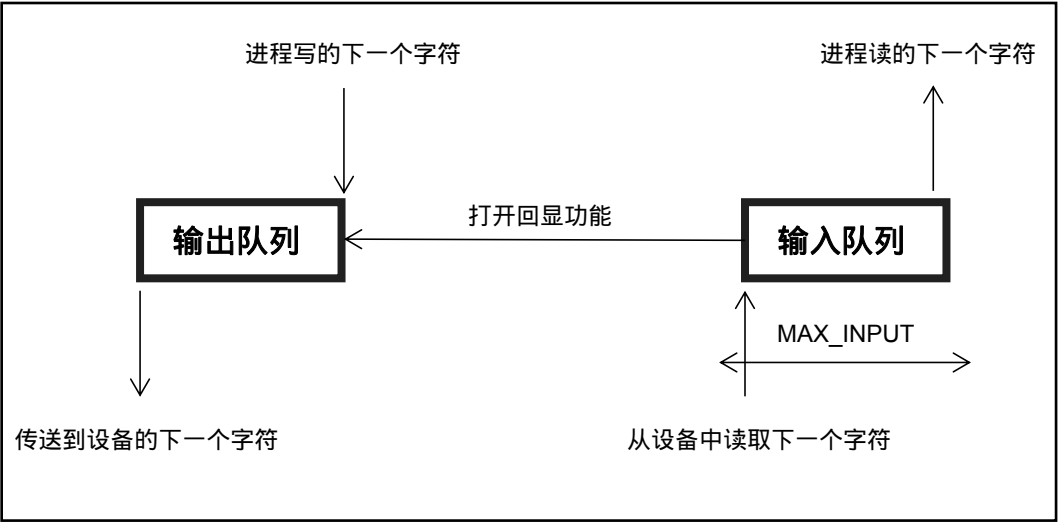 进程写的下一个字符
进程读的下一个字符
打开回显功能
输出队列
输入队列
MAX_INPUT
传送到设备的下一个字符
从设备中读取下一个字符